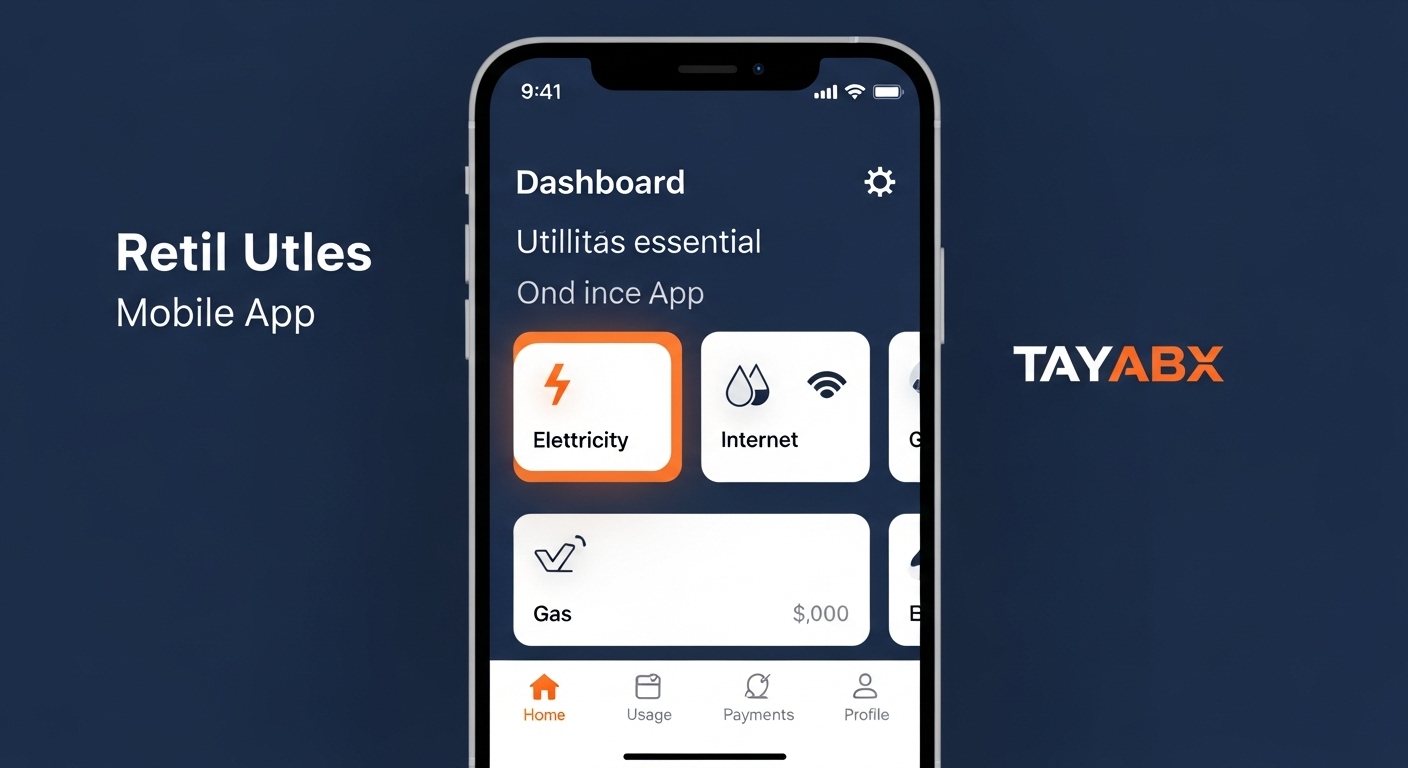 Retil Utles
Mobile App
9:41
Dashboard
Utillitás essential
Ond ince App
Elettricity
Internet
G
Gas
$,000
B
Home
Usage
Payments
Profile
TAYABX